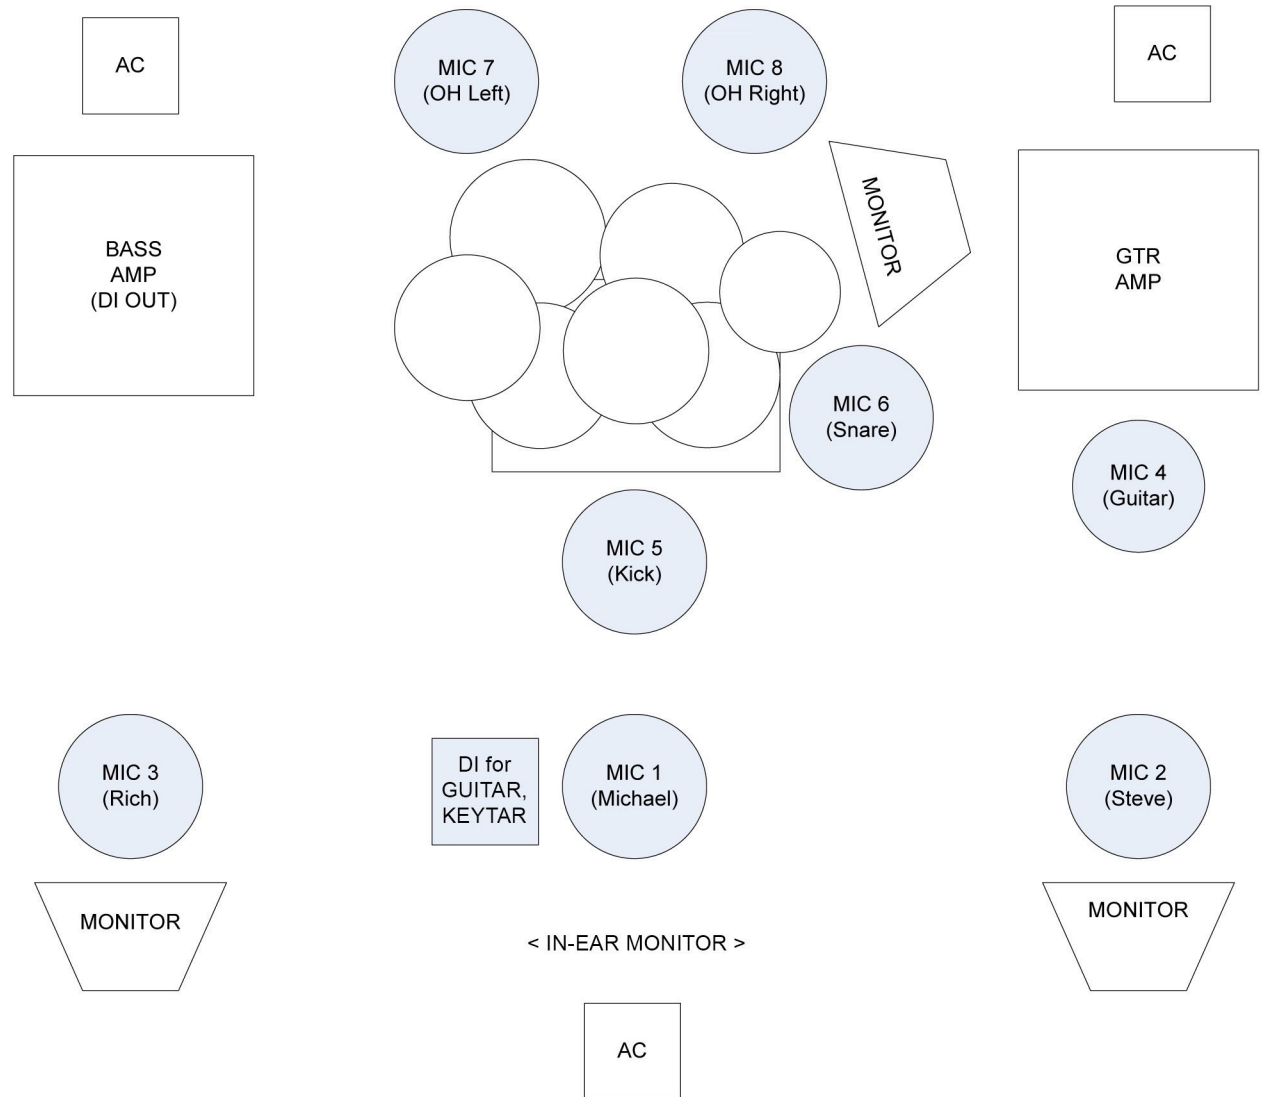 AC
MIC 7
(OH Left)
MIC 8
(OH Right)
AC
BASS
AMP
(DI OUT)
MONITOR
GTR
AMP
MIC 6
(Snare)
MIC 4
(Guitar)
MIC 5
(Kick)
MIC 3
(Rich)
DI for
GUITAR,
KEYTAR
MIC 1
(Michael)
MIC 2
(Steve)
MONITOR
< IN-EAR MONITOR >
MONITOR
AC